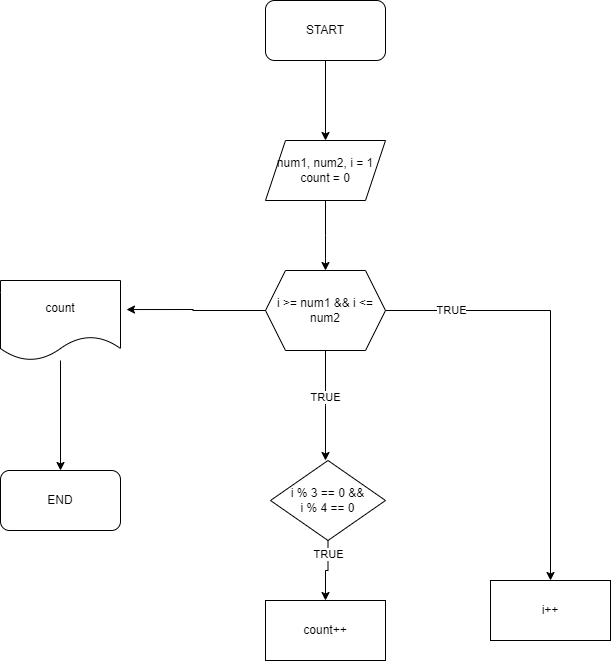 START
num1, num2, i = 1
count = 0
count
i >= num1 && i <=
num2
TRUE
TRUE
i % 3 == 0 &&
i % 4 == 0
END
TRUE
count++
i++